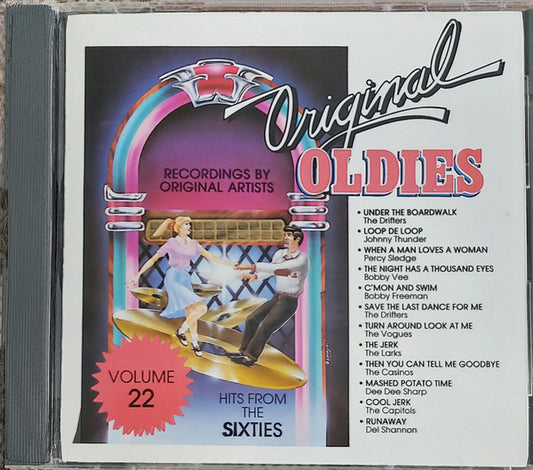 Original
OLDIES
RECORDINGS BY
ORIGINAL ARTISTS
• UNDER THE BOARDWALK
The Drifters
• LOOP DE LOOP
Johnny Thunder
• WHEN A MAN LOVES A WOMAN
Percy Sledge
• THE NIGHT HAS A THOUSAND EYES
Bobby Vee
• C'MON AND SWIM
Bobby Freeman
• SAVE THE LAST DANCE FOR ME
The Drifters
• TURN AROUND LOOK AT ME
The Vogues
• THE JERK
The Larks
• THEN YOU CAN TELL ME GOODBYE
The Casinos
• MASHED POTATO TIME
Dee Dee Sharp
• COOL JERK
The Capitols
• RUNAWAY
Del Shannon
VOLUME
22
HITS FROM
THE
SIXTIES